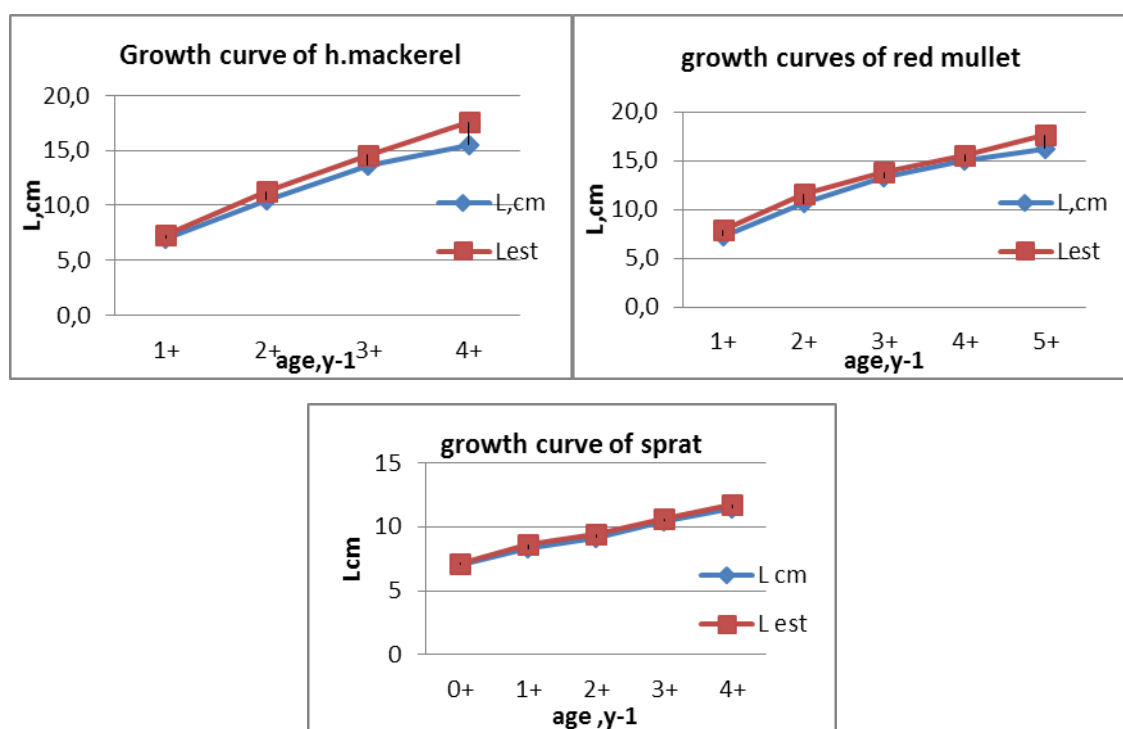 Growth curve of h.mackerel
20,0
15,0
10,0
5,0
0,0
L,cm
1+ 2+ 3+ 4+
age,y-1
L,cm
Lest
growth curves of red mullet
20,0
15,0
10,0
5,0
0,0
L,cm
1+ 2+ 3+ 4+ 5+
age,y-1
L,cm
Lest
growth curve of sprat
15
10
5
0
Lcm
0+ 1+ 2+ 3+ 4+
age ,y-1
L cm
L est